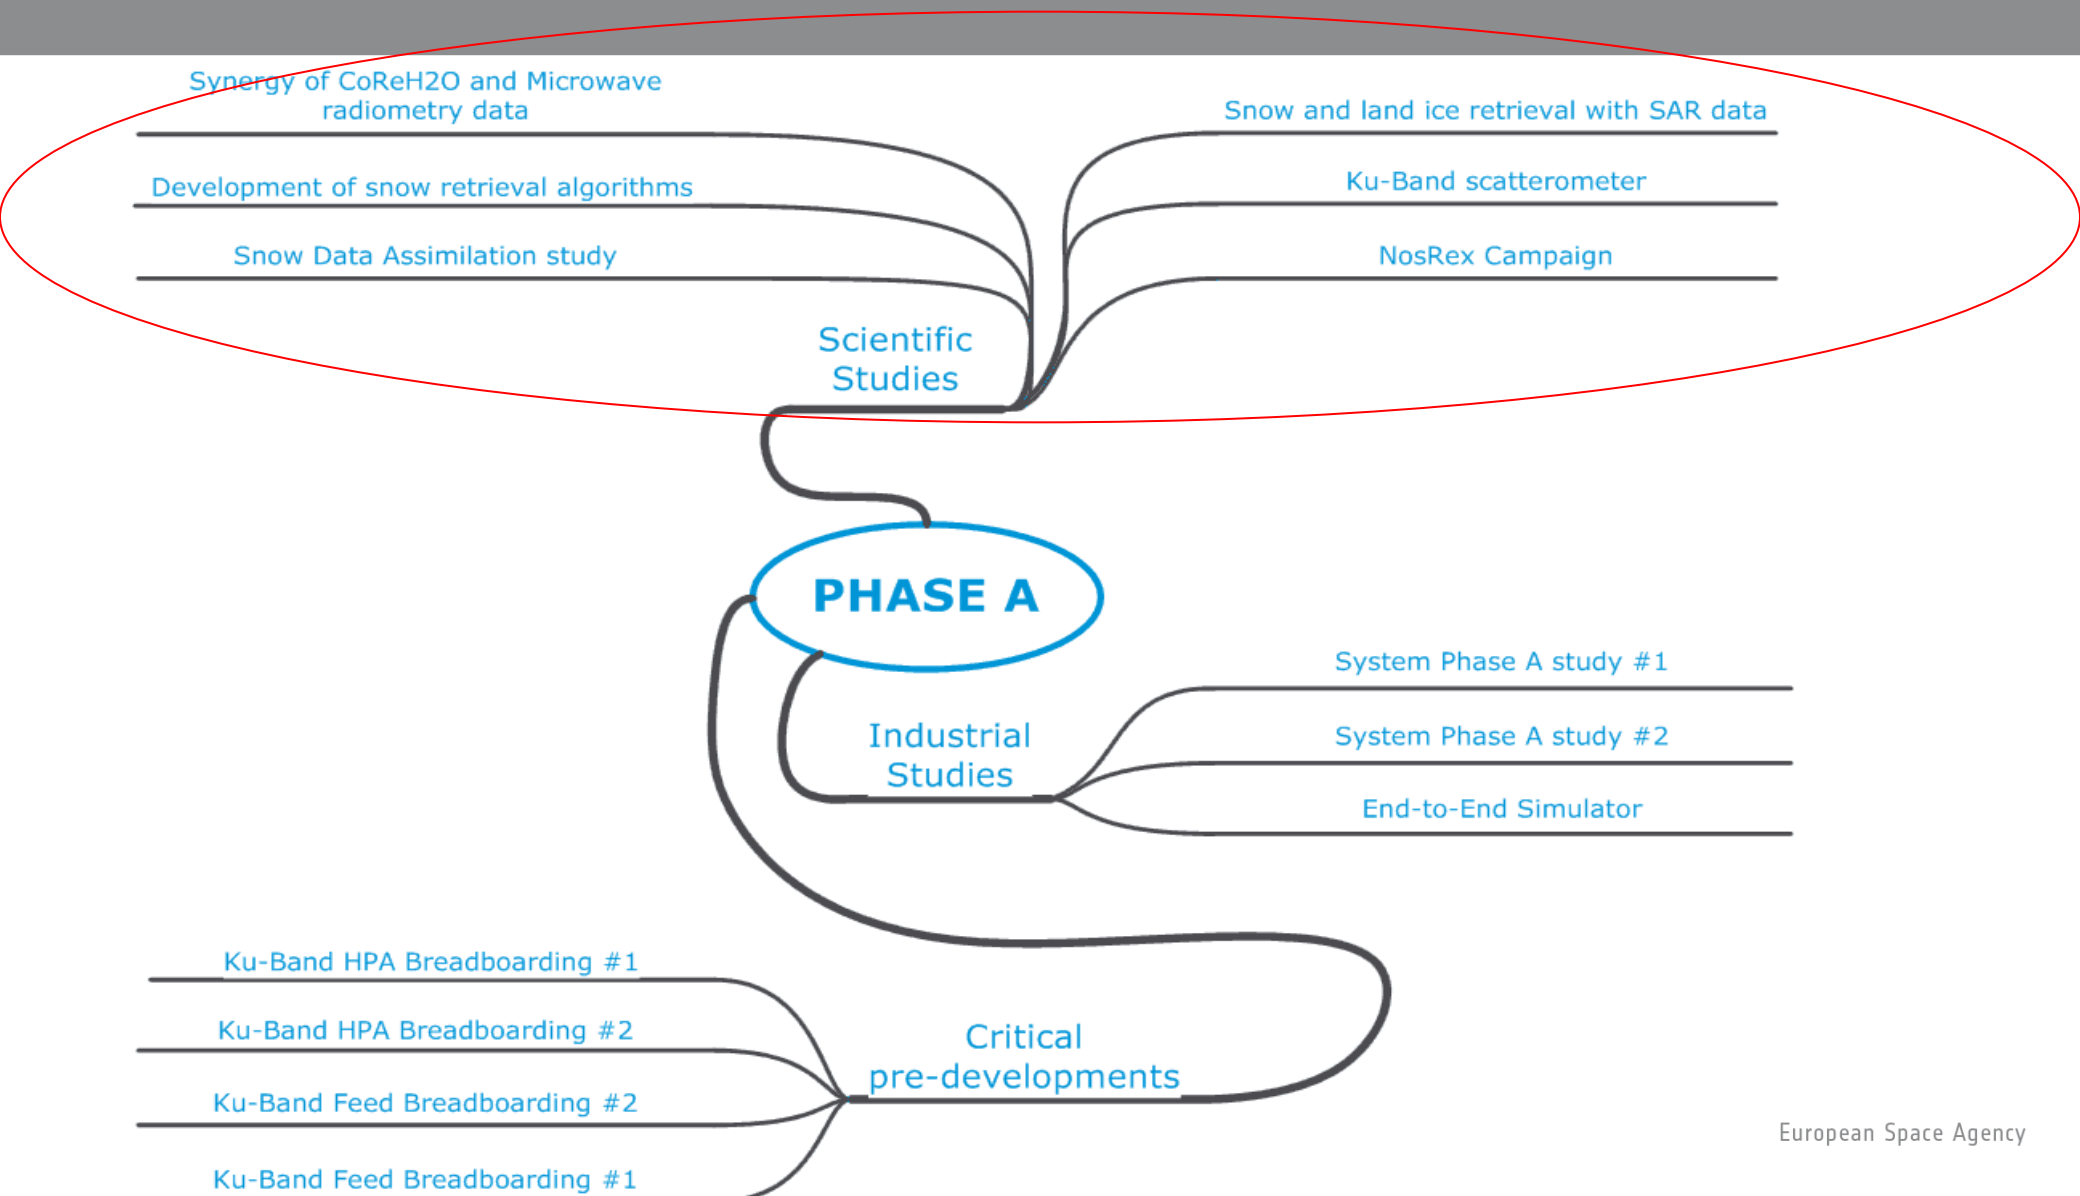 Synergy of CoReH2O and Microwave
radiometry data
Development of snow retrieval algorithms
Snow Data Assimilation study
Snow and land ice retrieval with SAR data
Ku-Band scatterometer
NosRex Campaign
Scientific
Studies
PHASE A
Industrial
Studies
System Phase A study #1
System Phase A study #2
End-to-End Simulator
Ku-Band HPA Breadboarding #1
Ku-Band HPA Breadboarding #2
Ku-Band Feed Breadboarding #2
Ku-Band Feed Breadboarding #1
Critical
pre-developments
European Space Agency